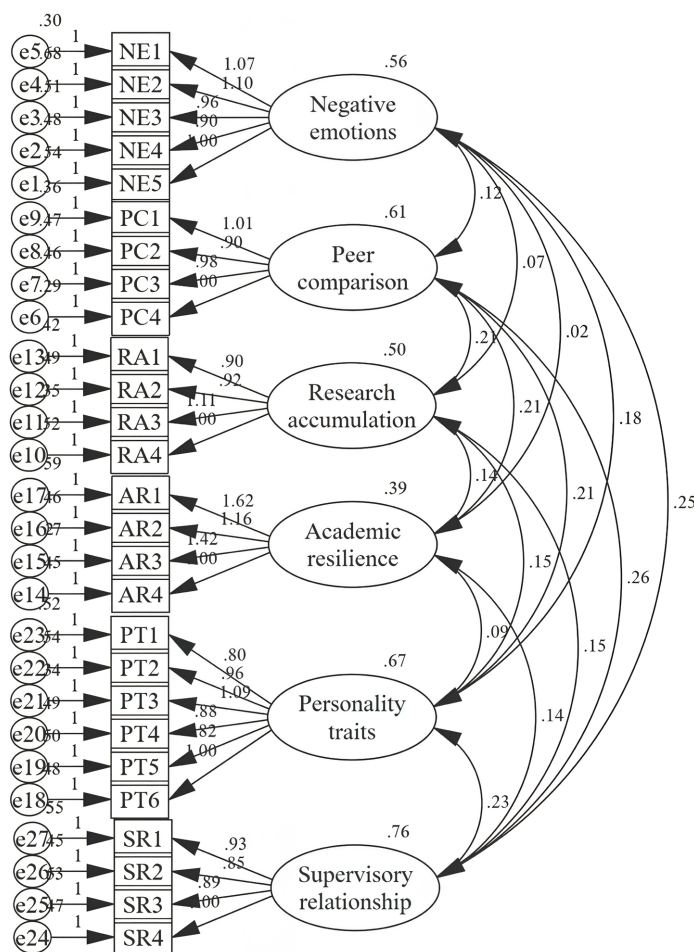 .30
e5 .68 1 NE1
e4 .51 1 NE2
e3 .48 1 NE3
e2 .54 1 NE4
e1 .36 1 NE5
1.07
1.10
.96
.90
1.00
.56
Negative
emotions
e9 .47 1 PC1
e8 .46 1 PC2
e7 .29 1 PC3
e6 .42 1 PC4
1.01
.90
.98
1.00
.61
Peer
comparison
e13 .49 1 RA1
e12 .35 1 RA2
e11 .52 1 RA3
e10 .59 1 RA4
.90
.92
1.11
1.00
.50
Research
accumulation
e17 .46 1 AR1
e16 .27 1 AR2
e15 .45 1 AR3
e14 .52 1 AR4
1.62
1.16
1.42
1.00
.39
Academic
resilience
e23 .54 1 PT1
e22 .34 1 PT2
e21 .49 1 PT3
e20 .50 1 PT4
e19 .48 1 PT5
e18 .55 1 PT6
.80
.96
1.09
.88
.82
1.00
.67
Personality
traits
e27 .45 1 SR1
e26 .53 1 SR2
e25 .47 1 SR3
e24 1 SR4
.93
.85
.89
1.00
.76
Supervisory
relationship
.12
.07
.02
.18
.25
.21
.21
.21
.26
.14
.15
.15
.09
.14
.23